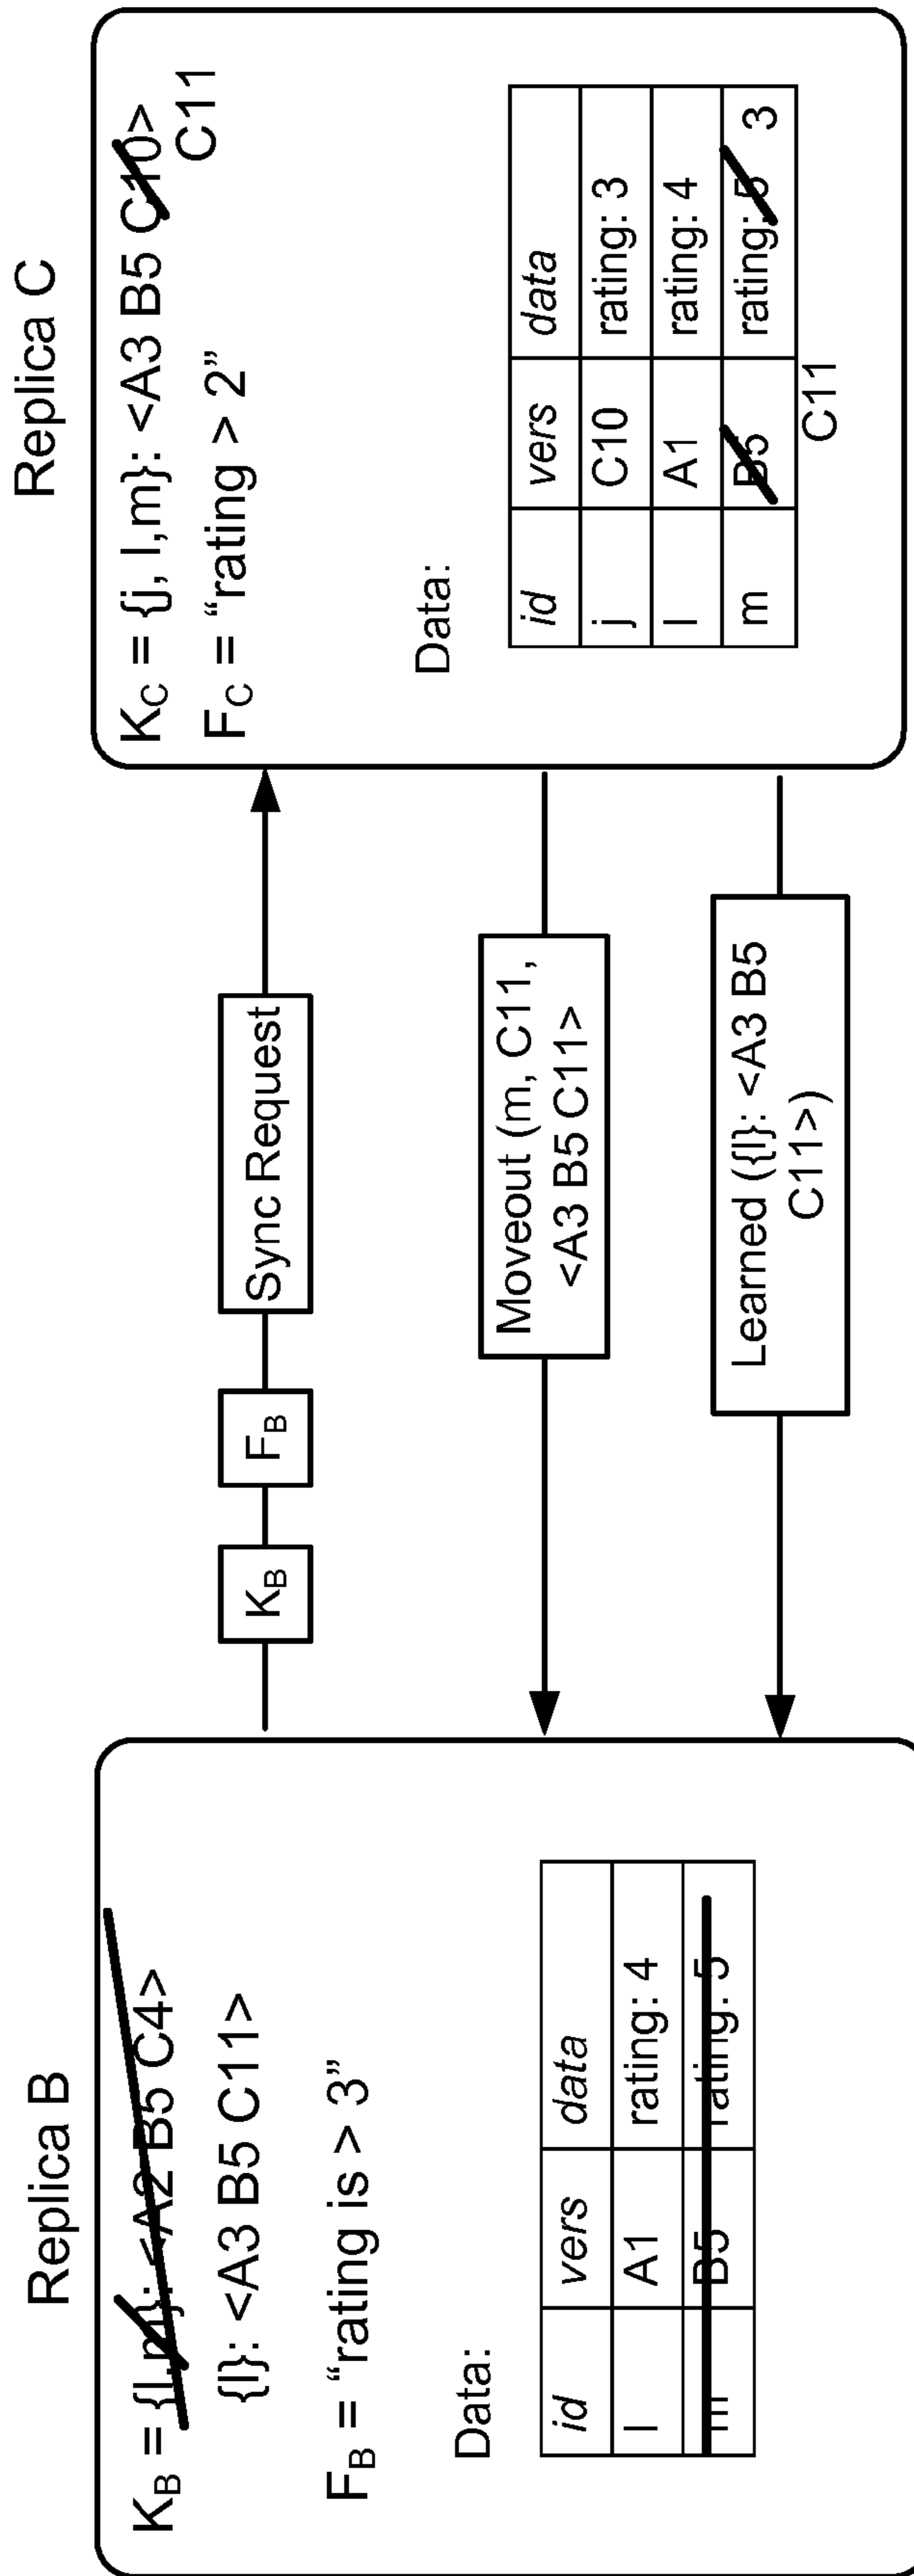 Replica B
K_B = {l,m}: <A2 B5 C4>
{l}: <A3 B5 C11>
F_B = “rating is > 3”
Data:
id vers data
l A1 rating: 4
m B5 rating: 5
K_B F_B Sync Request
Moveout (m, C11,
<A3 B5 C11>
Learned ({l}: <A3 B5
C11>)
Replica C
K_C = {j, l,m}: <A3 B5 C10>
C11
F_C = “rating > 2”
Data:
id vers data
j C10 rating: 3
l A1 rating: 4
m B5 rating: 5 3
C11